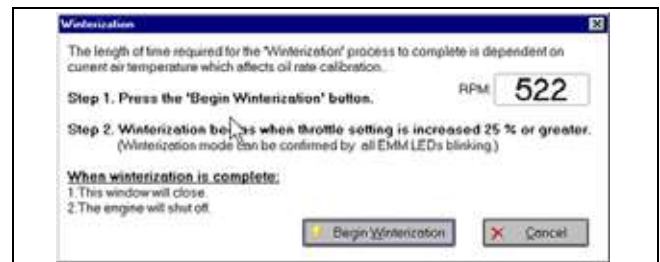 Winterization
The length of time required for the "Winterization" process to complete is dependent on
current air temperature which affects oil rate calibration.
RPM: 522
Step 1. Press the "Begin Winterization" button.
Step 2. Winterization begins when throttle setting is increased 25 % or greater.
(Winterization mode can be confirmed by all EMM LEDs blinking.)
When winterization is complete:
1.This window will close.
2.The engine will shut off.
Begin Winterization
Cancel